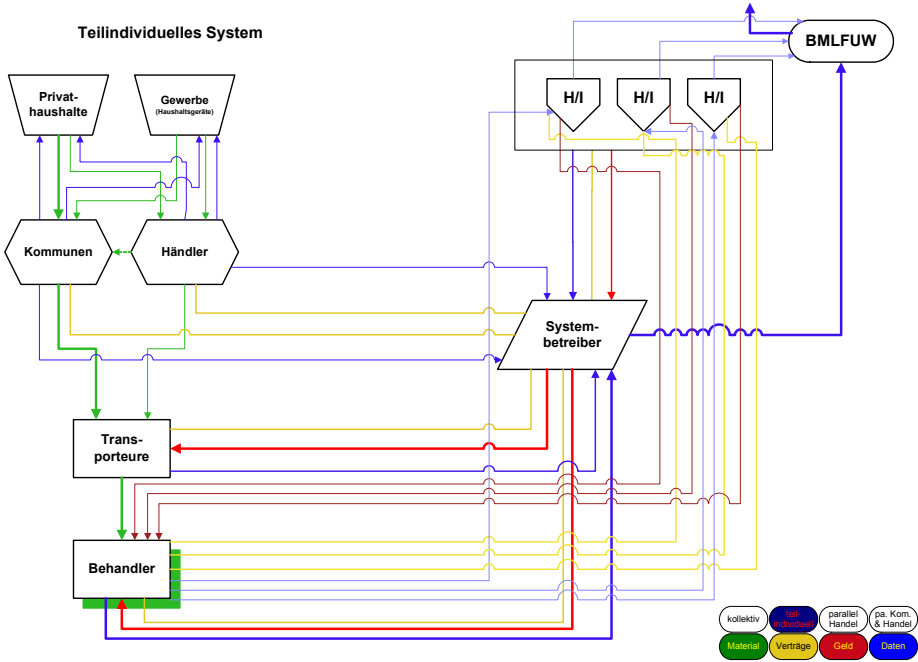 Teilindividuelles System
BMLFUW
Privat-
haushalte
Gewerbe
(Haushaltsgeräte)
H/I
H/I
H/I
Kommunen
Händler
System-
betreiber
Trans-
porteure
Behandler
kollektiv
teil-
individuell
parallel
Handel
pa. Kom.
& Handel
Material
Verträge
Geld
Daten